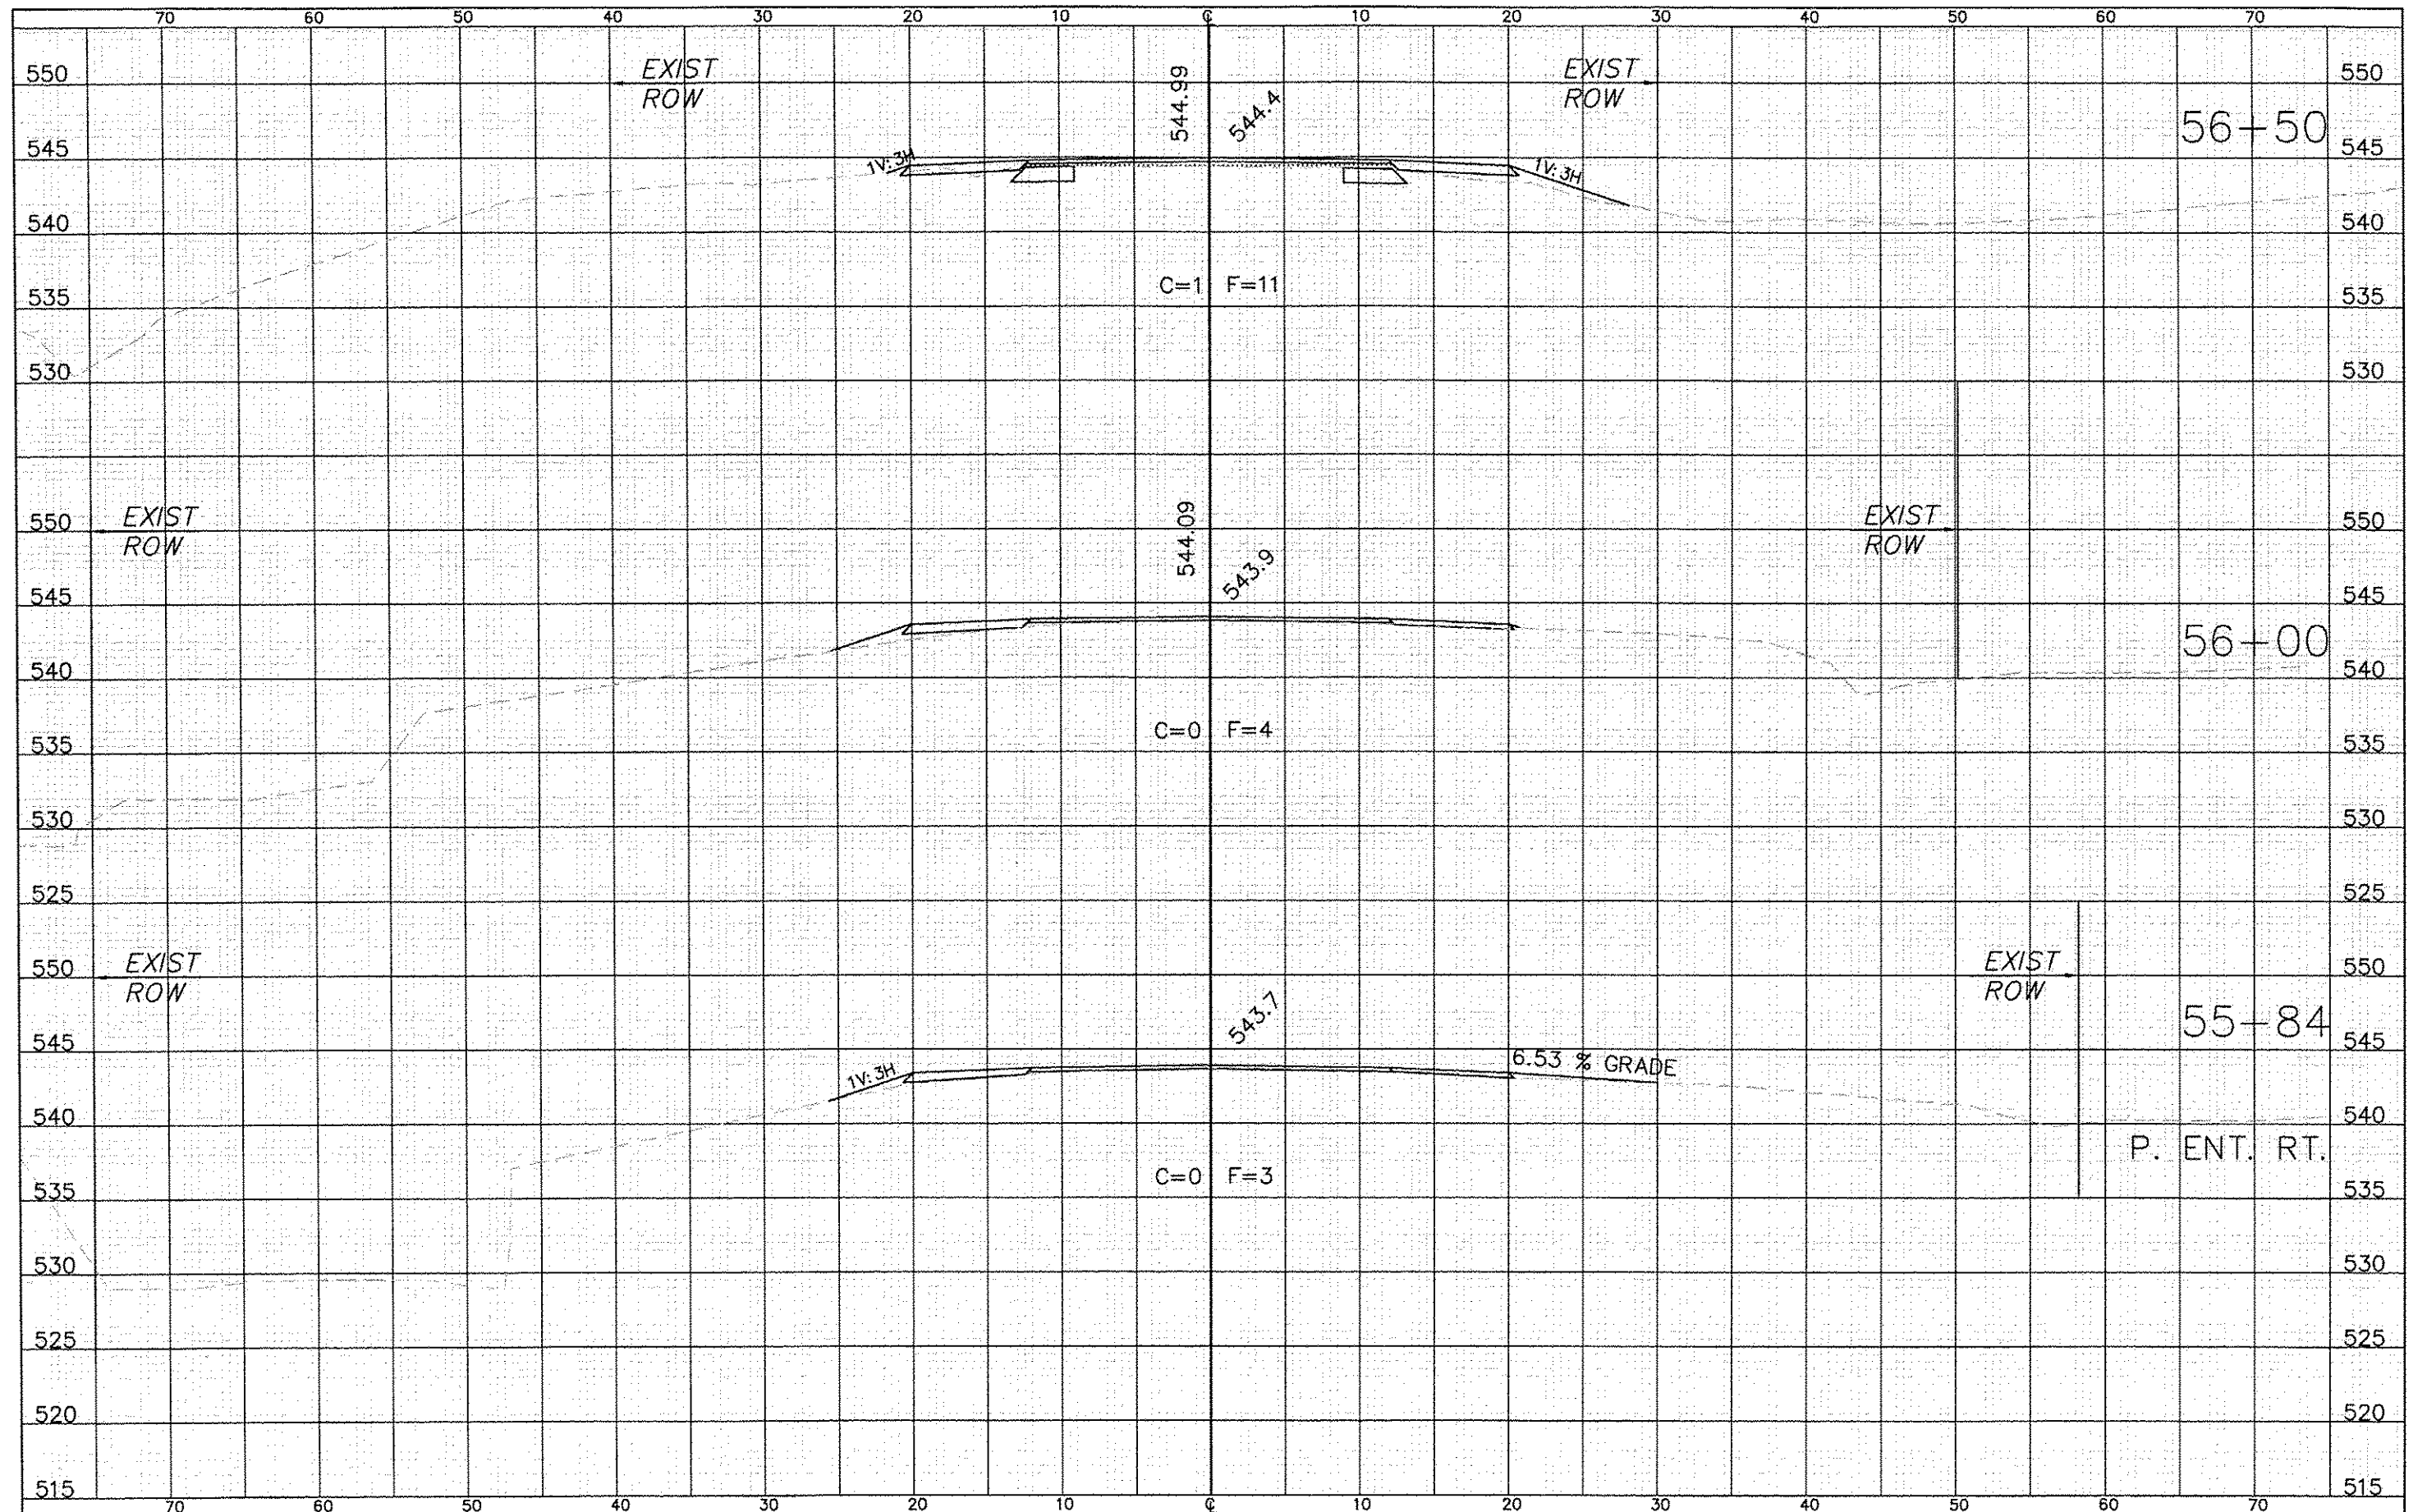 70 60 50 40 30 20 10 ℄ 10 20 30 40 50 60 70
550 EXIST ROW 544.99 544.4 EXIST ROW 550
56+50
545 1V:3H 1V:3H 545
540 540
C=1 F=11
535 535
530 530
550 EXIST ROW 544.09 543.9 EXIST ROW 550
545 545
56+00
540 540
C=0 F=4
535 535
530 530
525 525
550 EXIST ROW 543.7 EXIST ROW 550
55+84
545 1V:3H 6.53 % GRADE 545
540 540
P. ENT. RT.
C=0 F=3
535 535
530 530
525 525
520 520
515 515
70 60 50 40 30 20 10 ℄ 10 20 30 40 50 60 70